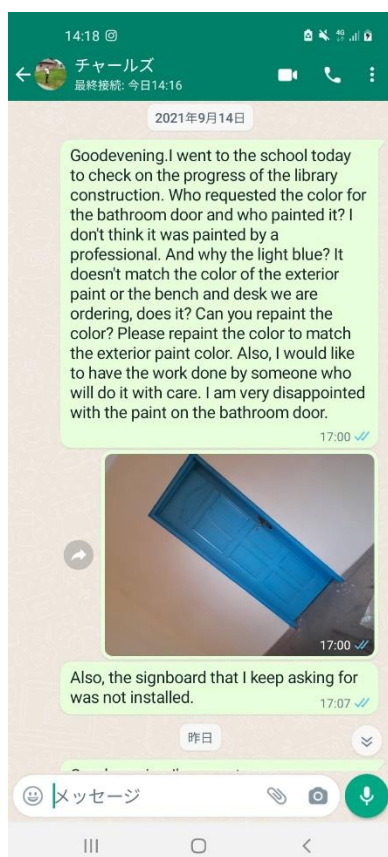 14:18
チャールズ
最終接続: 今日14:16
2021年9月14日
Goodevening.I went to the school today
to check on the progress of the library
construction. Who requested the color for
the bathroom door and who painted it? I
don't think it was painted by a
professional. And why the light blue? It
doesn't match the color of the exterior
paint or the bench and desk we are
ordering, does it? Can you repaint the
color? Please repaint the color to match
the exterior paint color. Also, I would like
to have the work done by someone who
will do it with care. I am very disappointed
with the paint on the bathroom door.
17:00
17:00
Also, the signboard that I keep asking for
was not installed.
17:07
昨日
メッセージ